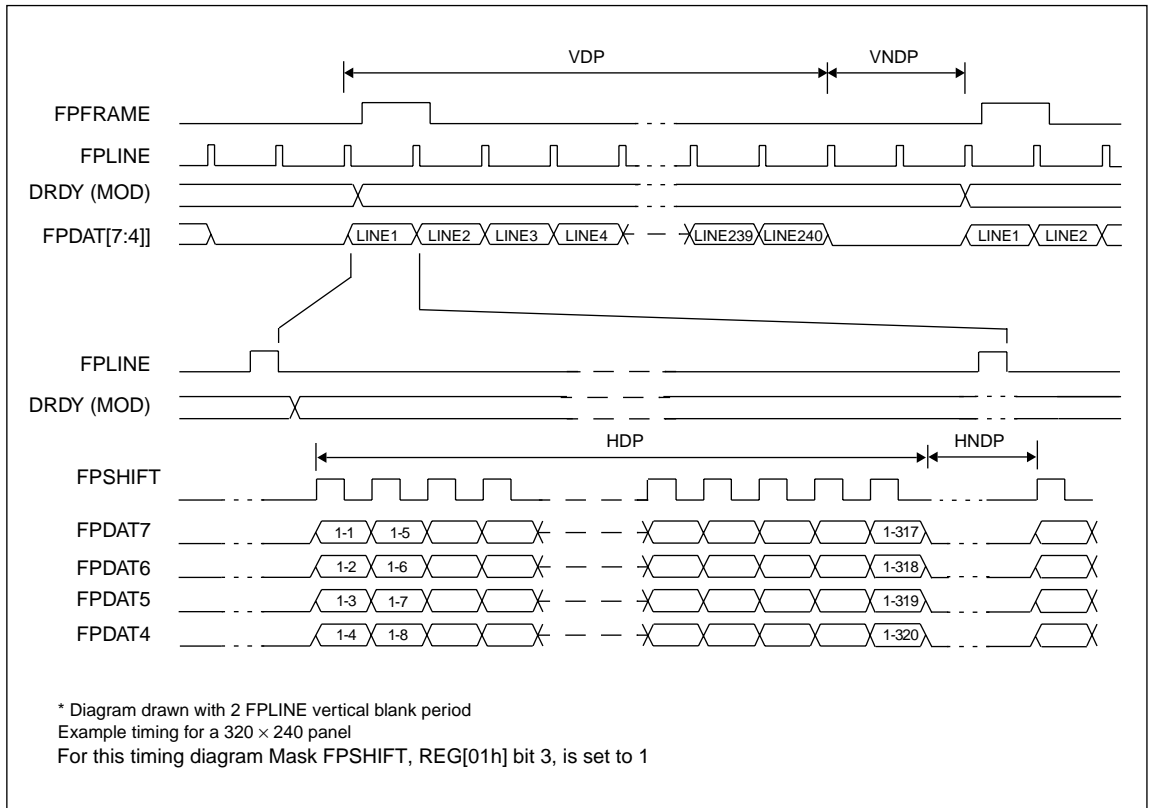 VDP VNDP
FPFRAME
FPLINE
DRDY (MOD)
FPDAT[7:4]] LINE1 LINE2 LINE3 LINE4 LINE239 LINE240 LINE1 LINE2
FPLINE
DRDY (MOD)
HDP HNDP
FPSHIFT
FPDAT7 1-1 1-5 1-317
FPDAT6 1-2 1-6 1-318
FPDAT5 1-3 1-7 1-319
FPDAT4 1-4 1-8 1-320
* Diagram drawn with 2 FPLINE vertical blank period
Example timing for a 320 × 240 panel
For this timing diagram Mask FPSHIFT, REG[01h] bit 3, is set to 1